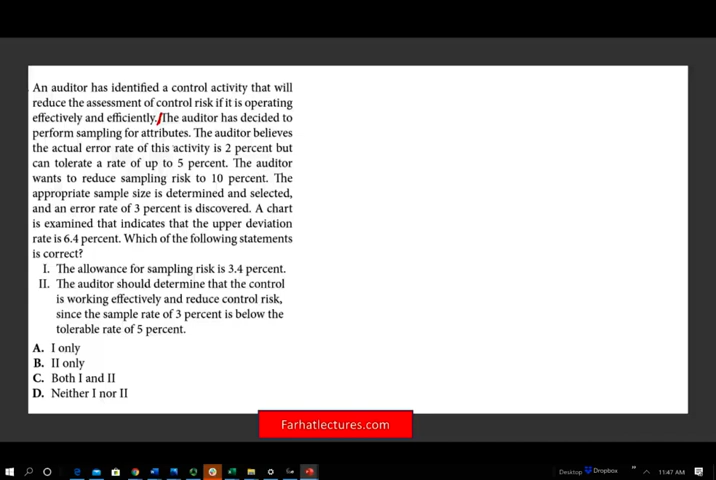 An auditor has identified a control activity that will
reduce the assessment of control risk if it is operating
effectively and efficiently. The auditor has decided to
perform sampling for attributes. The auditor believes
the actual error rate of this activity is 2 percent but
can tolerate a rate of up to 5 percent. The auditor
wants to reduce sampling risk to 10 percent. The
appropriate sample size is determined and selected,
and an error rate of 3 percent is discovered. A chart
is examined that indicates that the upper deviation
rate is 6.4 percent. Which of the following statements
is correct?
I. The allowance for sampling risk is 3.4 percent.
II. The auditor should determine that the control
is working effectively and reduce control risk,
since the sample rate of 3 percent is below the
tolerable rate of 5 percent.
A. I only
B. II only
C. Both I and II
D. Neither I nor II
Farhatlectures.com
Desktop Dropbox 11:47 AM